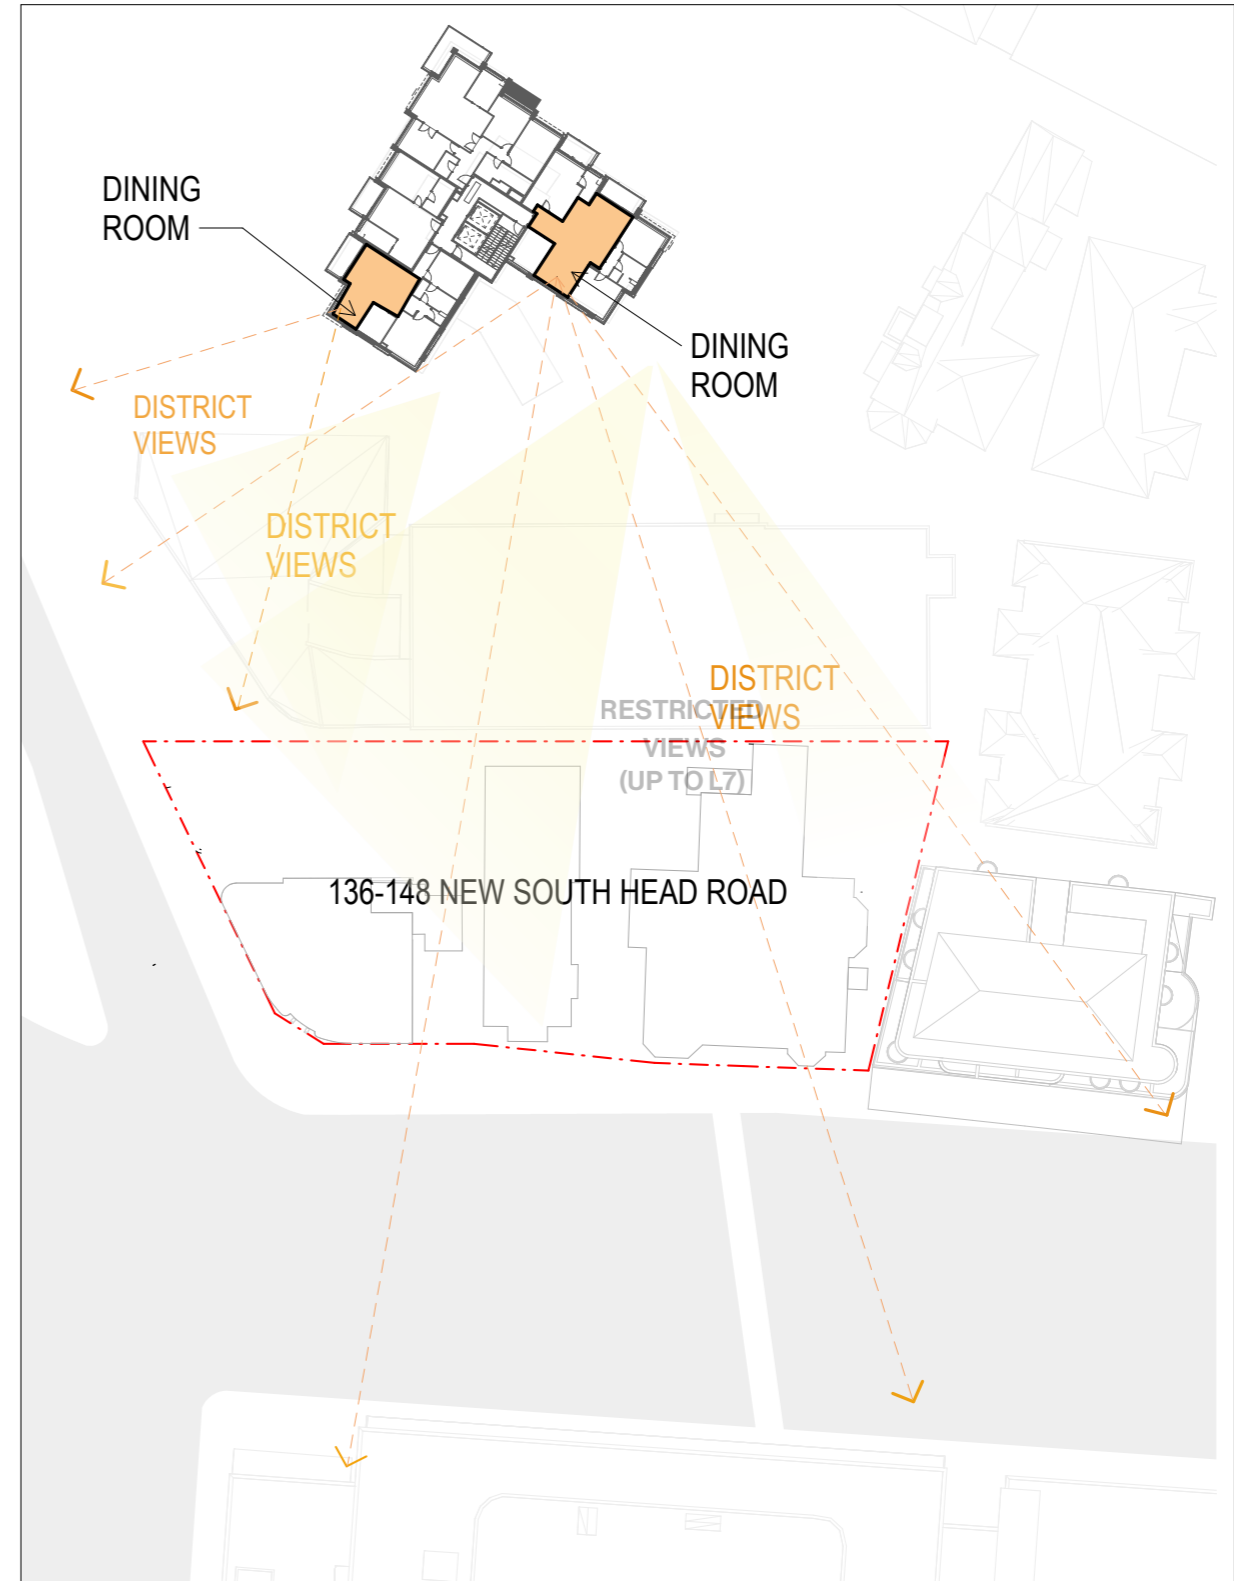 DINING
ROOM
DINING
ROOM
DISTRICT
VIEWS
DISTRICT
VIEWS
DISTRICT
VIEWS
RESTRICTED
VIEWS
(UP TO L7)
136-148 NEW SOUTH HEAD ROAD